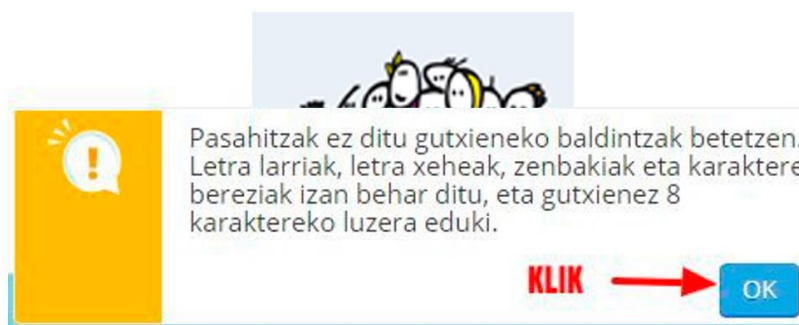 Pasahitzak ez ditu gutxieneko baldintzak betetzen.
Letra larriak, letra xeheak, zenbakiak eta karaktere
bereziak izan behar ditu, eta gutxienez 8
karaktereko luzera eduki.
KLIK
OK